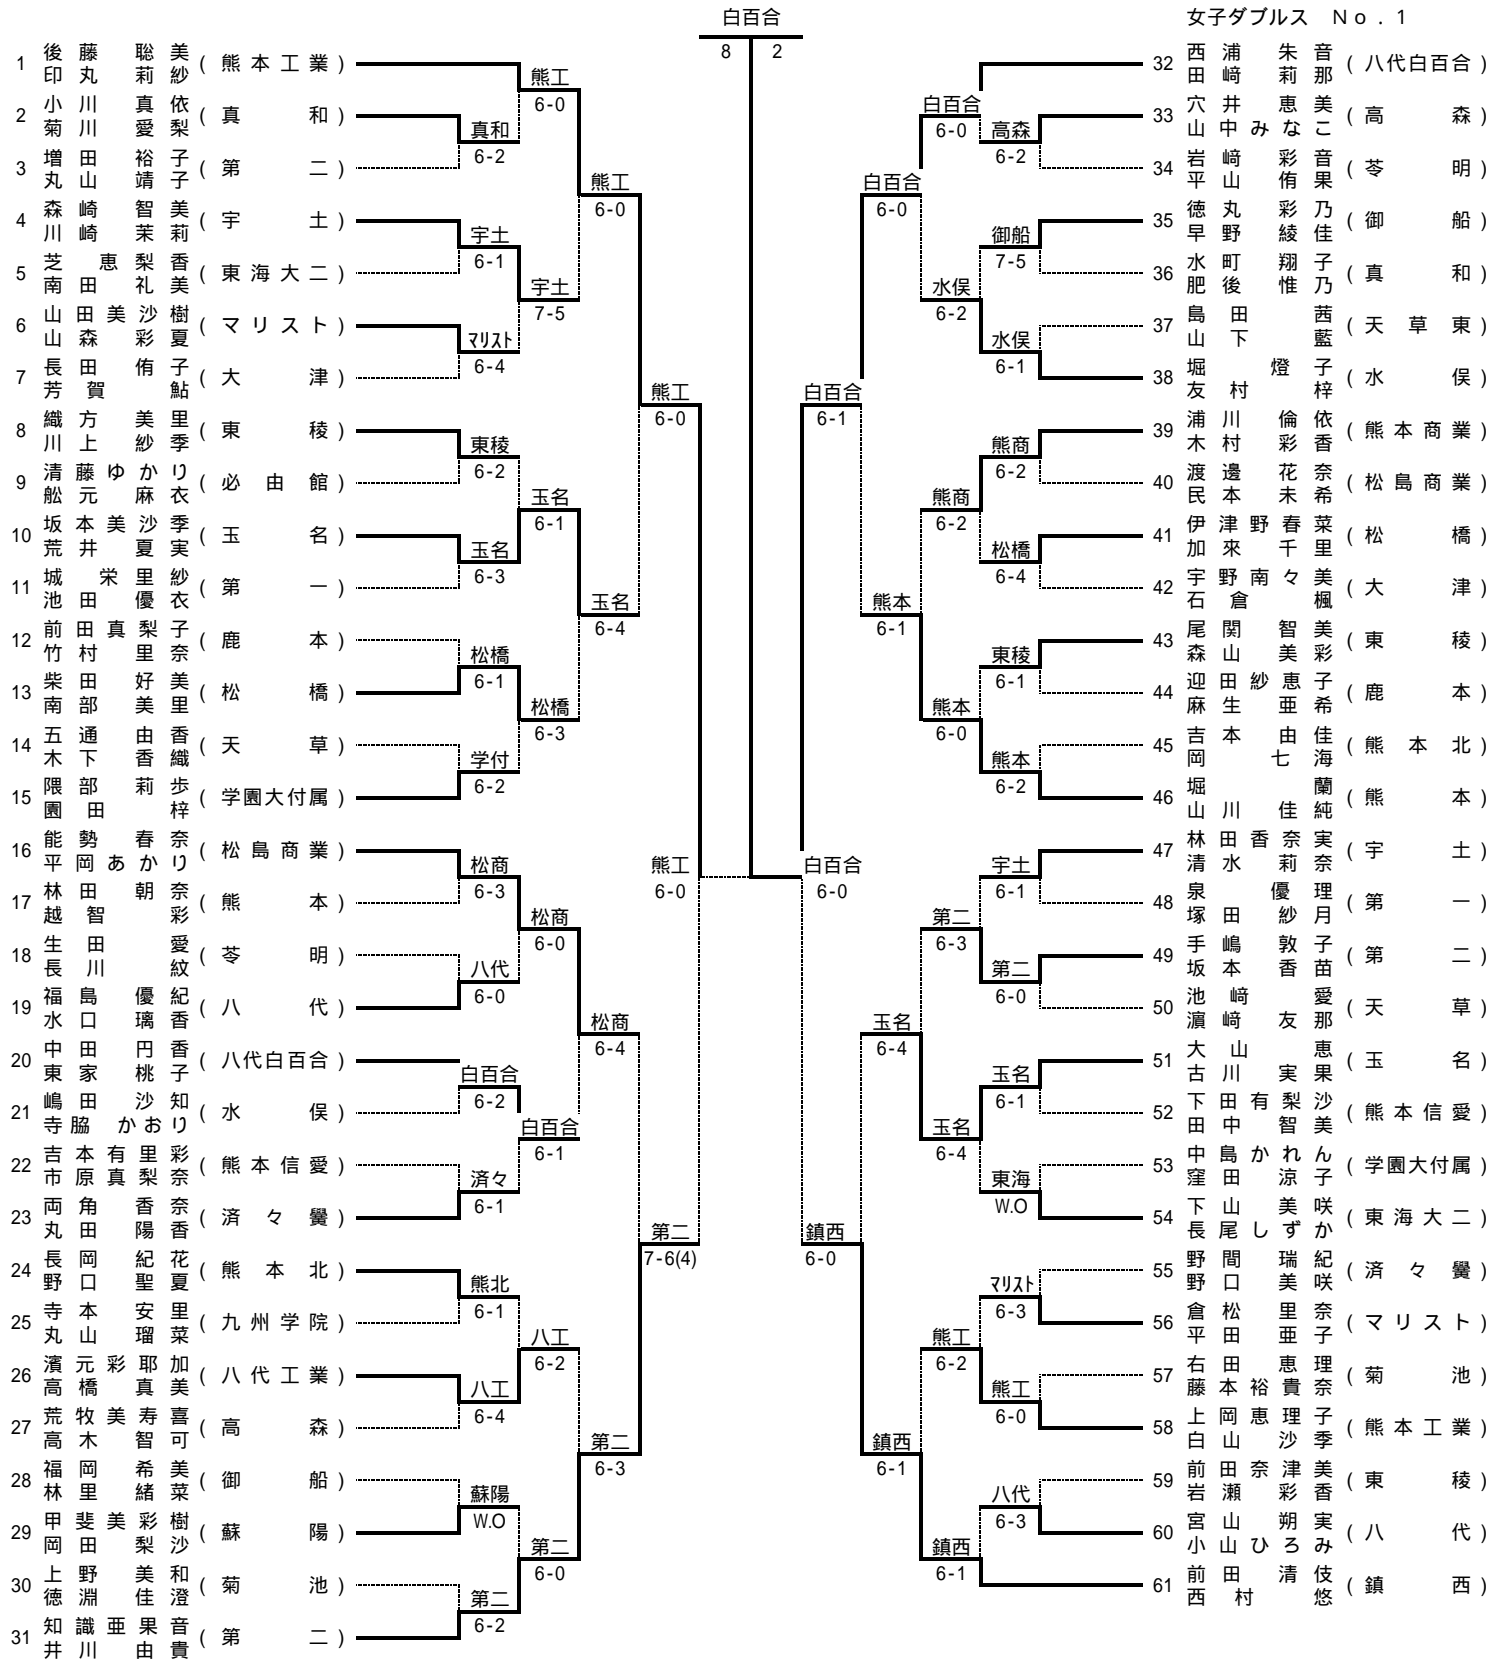 女子ダブルス　No.1
白百合
8 2
1 後藤聡美 印丸莉紗 (熊本工業)
2 小川真依 菊川愛梨 (真和)
3 増田裕子 丸山靖子 (第二)
4 森崎智美 川崎茉莉 (宇土)
5 芝恵梨香 南田礼美 (東海大二)
6 山田美沙樹 山森彩夏 (マリスト)
7 長田侑子 芳賀鮎 (大津)
8 織方美里 川上紗季 (東稜)
9 清藤ゆかり 舩元麻衣 (必由館)
10 坂本美沙季 荒井夏実 (玉名)
11 城栄里紗 池田優衣 (第一)
12 前田真梨子 竹村里奈 (鹿本)
13 柴田好美 南部美里 (松橋)
14 五通由香 木下香織 (天草)
15 隈部莉歩 園田梓 (学園大付属)
16 能勢春奈 平岡あかり (松島商業)
17 林田朝奈 越智彩 (熊本)
18 生田愛 長川紋 (苓明)
19 福島優紀 水口璃香 (八代)
20 中田円香 東家桃子 (八代白百合)
21 嶋田沙知 寺脇かおり (水俣)
22 吉本有里彩 市原真梨奈 (熊本信愛)
23 両角香奈 丸田陽香 (済々黌)
24 長岡紀花 野口聖夏 (熊本北)
25 寺本安里 丸山瑠菜 (九州学院)
26 濱元彩耶加 高橋真美 (八代工業)
27 荒牧美寿喜 高木智可 (高森)
28 福岡希美 林里緒菜 (御船)
29 甲斐美彩樹 岡田梨沙 (蘇陽)
30 上野美和 徳淵佳澄 (菊池)
31 知識亜果音 井川由貴 (第二)
真和 6-2
宇土 6-1
マリスト 6-4
東稜 6-2
玉名 6-3
松橋 6-1
学付 6-2
松商 6-3
八代 6-0
白百合 6-2
済々 6-1
熊北 6-1
八工 6-4
蘇陽 W.O
第二 6-2
熊工 6-0
宇土 7-5
玉名 6-1
松橋 6-3
松商 6-0
白百合 6-1
八工 6-2
第二 6-0
熊工 6-0
玉名 6-4
松商 6-4
第二 6-3
熊工 6-0
第二 7-6(4)
熊工 6-0
白百合 6-0
白百合 6-1
鎮西 6-0
白百合 6-0
熊本 6-1
玉名 6-4
鎮西 6-1
白百合 6-0
水俣 6-2
熊商 6-2
熊本 6-0
第二 6-3
玉名 6-4
熊工 6-2
鎮西 6-1
高森 6-2
御船 7-5
水俣 6-1
熊商 6-2
松橋 6-4
東稜 6-1
熊本 6-2
宇土 6-1
第二 6-0
玉名 6-1
東海 W.O
マリスト 6-3
熊工 6-0
八代 6-3
32 西浦朱音 田﨑莉那 (八代白百合)
33 穴井恵美 山中みなこ (高森)
34 岩﨑彩音 平山侑果 (苓明)
35 徳丸彩乃 早野綾佳 (御船)
36 水町翔子 肥後惟乃 (真和)
37 島田茜 山下藍 (天草東)
38 堀燈子 友村梓 (水俣)
39 浦川倫依 木村彩香 (熊本商業)
40 渡邊花奈 民本未希 (松島商業)
41 伊津野春菜 加來千里 (松橋)
42 宇野南々美 石倉楓 (大津)
43 尾関智美 森山美彩 (東稜)
44 迎田紗恵子 麻生亜希 (鹿本)
45 吉本由佳 岡七海 (熊本北)
46 堀蘭 山川佳純 (熊本)
47 林田香奈実 清水莉奈 (宇土)
48 泉優理 塚田紗月 (第一)
49 手嶋敦子 坂本香苗 (第二)
50 池﨑愛 濵﨑友那 (天草)
51 大山恵 古川実果 (玉名)
52 下田有梨沙 田中智美 (熊本信愛)
53 中島かれん 窪田涼子 (学園大付属)
54 下山美咲 長尾しずか (東海大二)
55 野間瑞紀 野口美咲 (済々黌)
56 倉松里奈 平田亜子 (マリスト)
57 右田恵理 藤本裕貴奈 (菊池)
58 上岡恵理子 白山沙季 (熊本工業)
59 前田奈津美 岩瀬彩香 (東稜)
60 宮山朔実 小山ひろみ (八代)
61 前田清伎 西村悠 (鎮西)